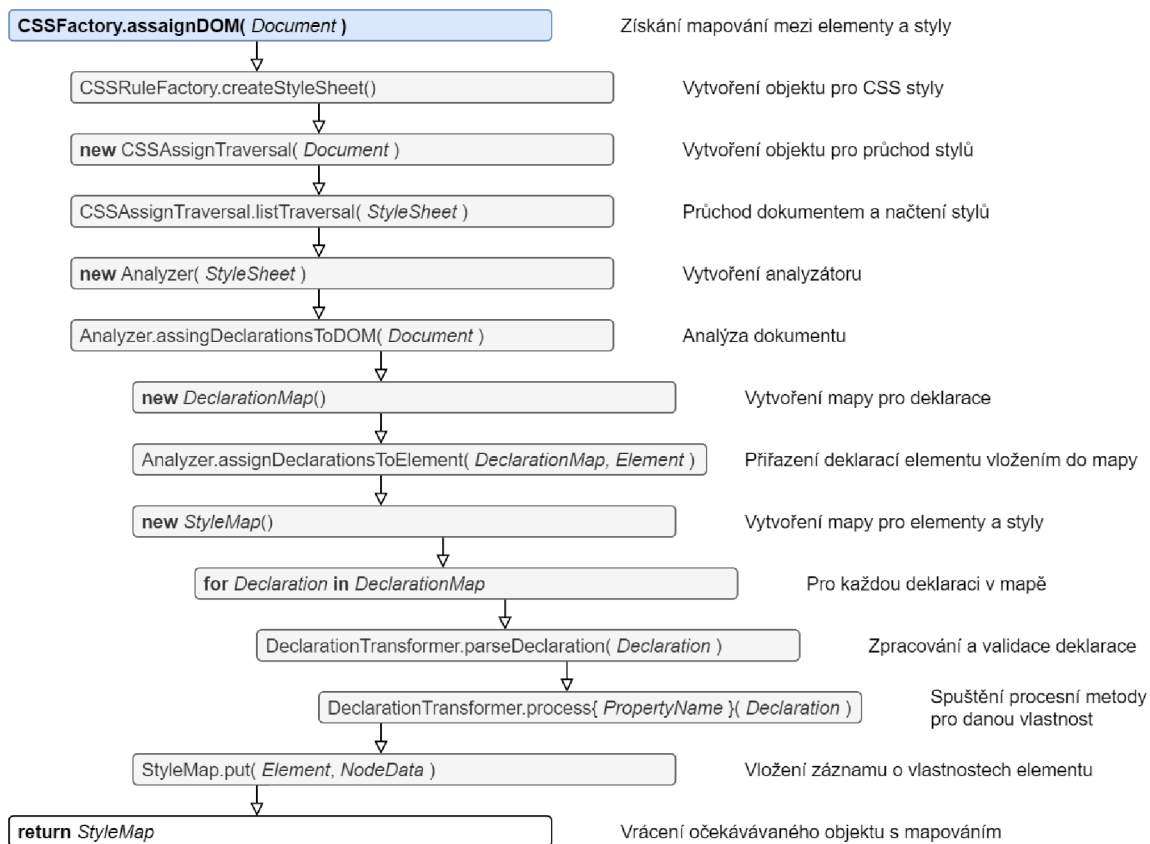 CSSFactory.assaignDOM( Document ) Získání mapování mezi elementy a styly
CSSRuleFactory.createStyleSheet() Vytvoření objektu pro CSS styly
new CSSAssignTraversal( Document ) Vytvoření objektu pro průchod stylů
CSSAssignTraversal.listTraversal( StyleSheet ) Průchod dokumentem a načtení stylů
new Analyzer( StyleSheet ) Vytvoření analyzátoru
Analyzer.assingDeclarationsToDOM( Document ) Analýza dokumentu
new DeclarationMap() Vytvoření mapy pro deklarace
Analyzer.assignDeclarationsToElement( DeclarationMap, Element ) Přiřazení deklarací elementu vložením do mapy
new StyleMap() Vytvoření mapy pro elementy a styly
for Declaration in DeclarationMap Pro každou deklaraci v mapě
DeclarationTransformer.parseDeclaration( Declaration ) Zpracování a validace deklarace
DeclarationTransformer.process{ PropertyName }( Declaration ) Spuštění procesní metody
pro danou vlastnost
StyleMap.put( Element, NodeData ) Vložení záznamu o vlastnostech elementu
return StyleMap Vrácení očekávávaného objektu s mapováním